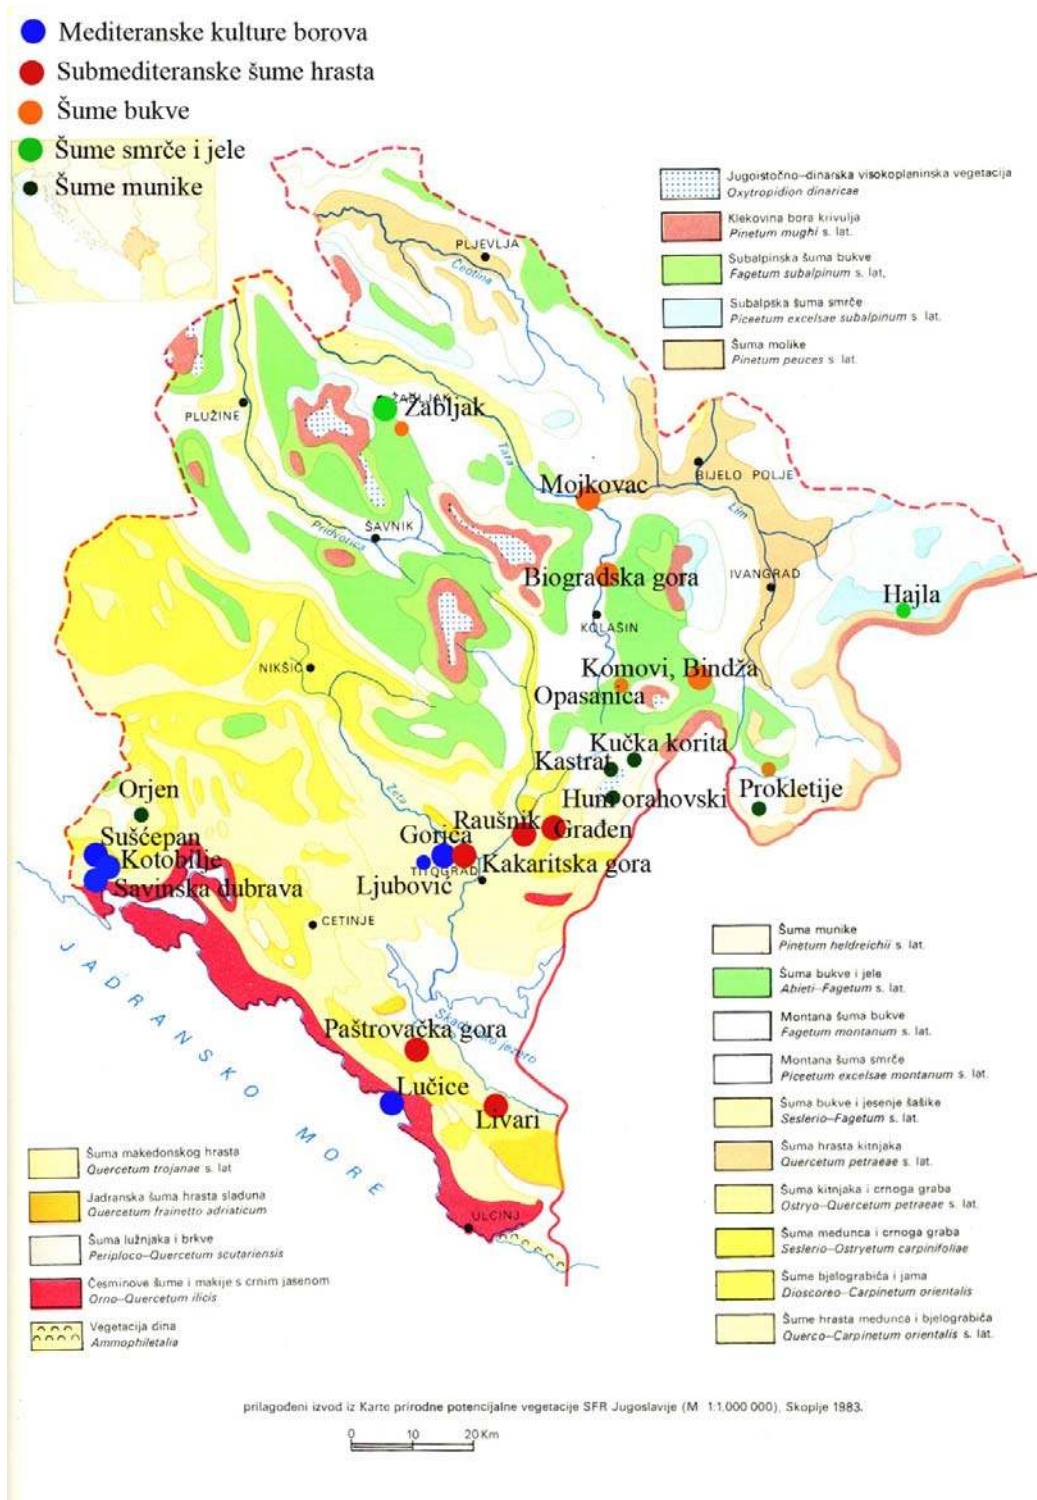 Mediteranske kulture borova
Submediteranske šume hrasta
Šume bukve
Šume smrče i jele
Šume munike
Jugoistočno–dinarska visokoplaninska vegetacija
Oxytropidion dinaricae
Klekovina bora krivulja
Pinetum mughi s. lat.
Subalpinska šuma bukve
Fagetum subalpinum s. lat,
Subalpska šuma smrče
Piceetum excelsae subalpinum s. lat.
Šuma molike
Pinetum peuces s. lat.
PLJEVLJA
Ćeotina
PLUŽINE
ŽABLJAK
Žabljak
Tara
Mojkovac
BIJELO POLJE
Lim
Pridvorica
ŠAVNIK
Biogradska gora
IVANGRAD
Hajla
KOLAŠIN
NIKŠIĆ
Komovi, Bindža
Opasanica
Kučka korita
Kastrat
Orjen
Zeta
Hum orahovski
Prokletije
Sušćepan
Gorica
Raušnik
Građen
Kotobilje
TITOGRAD
Kakaritska gora
Savinska dubrava
Ljubović
CETINJE
JADRANSKO MORE
Skadarsko jezero
Paštrovačka gora
Lučice
Livari
ULCINJ
Šuma munike
Pinetum heldreichii s. lat.
Šuma bukve i jele
Abieti–Fagetum s. lat.
Montana šuma bukve
Fagetum montanum s. lat.
Montana šuma smrče
Piceetum excelsae montanum s. lat.
Šuma bukve i jesenje šašike
Seslerio–Fagetum s. lat.
Šuma hrasta kitnjaka
Quercetum petraeae s. lat.
Šuma kitnjaka i crnoga graba
Ostryo–Quercetum petraeae s. lat.
Šuma medunca i crnoga graba
Seslerio–Ostryetum carpinifoliae
Šume bjelograbića i jama
Dioscoreo–Carpinetum orientalis
Šume hrasta medunca i bjelograbića
Querco–Carpinetum orientalis s. lat.
Šuma makedonskog hrasta
Quercetum trojanae s. lat
Jadranska šuma hrasta sladuna
Quercetum frainetto adriaticum
Šuma lužnjaka i brkve
Periploco–Quercetum scutariensis
Česminove šume i makije s crnim jasenom
Orno–Quercetum ilicis
Vegetacija dina
Ammophiletalia
prilagođeni izvod iz Karte prirodne potencijalne vegetacije SFR Jugoslavije (M 1:1.000 000), Skoplje 1983.
0 10 20 Km